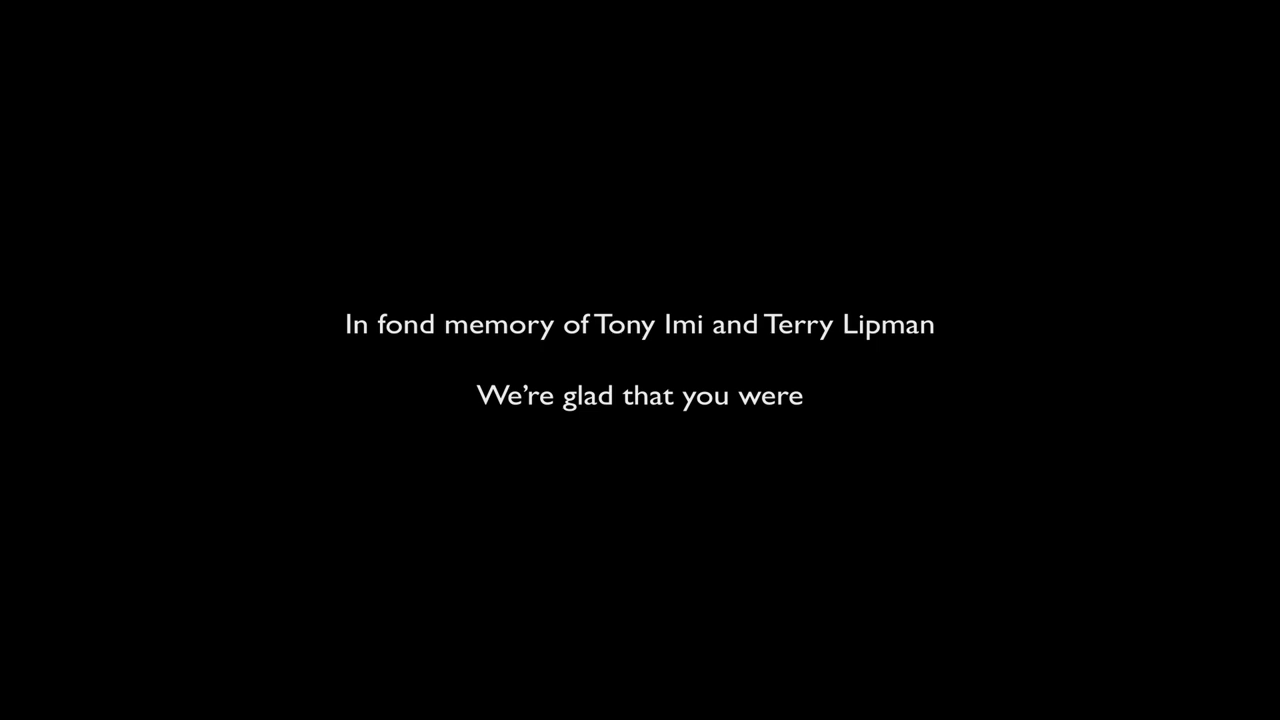 In fond memory of Tony Imi and Terry Lipman
We’re glad that you were